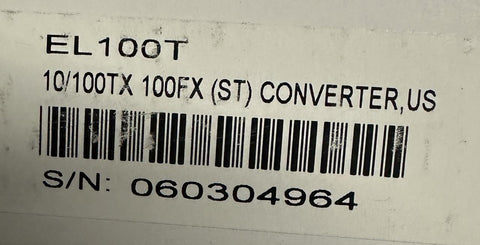 EL100T
10/100TX 100FX (ST) CONVERTER,US
S/N: 060304964